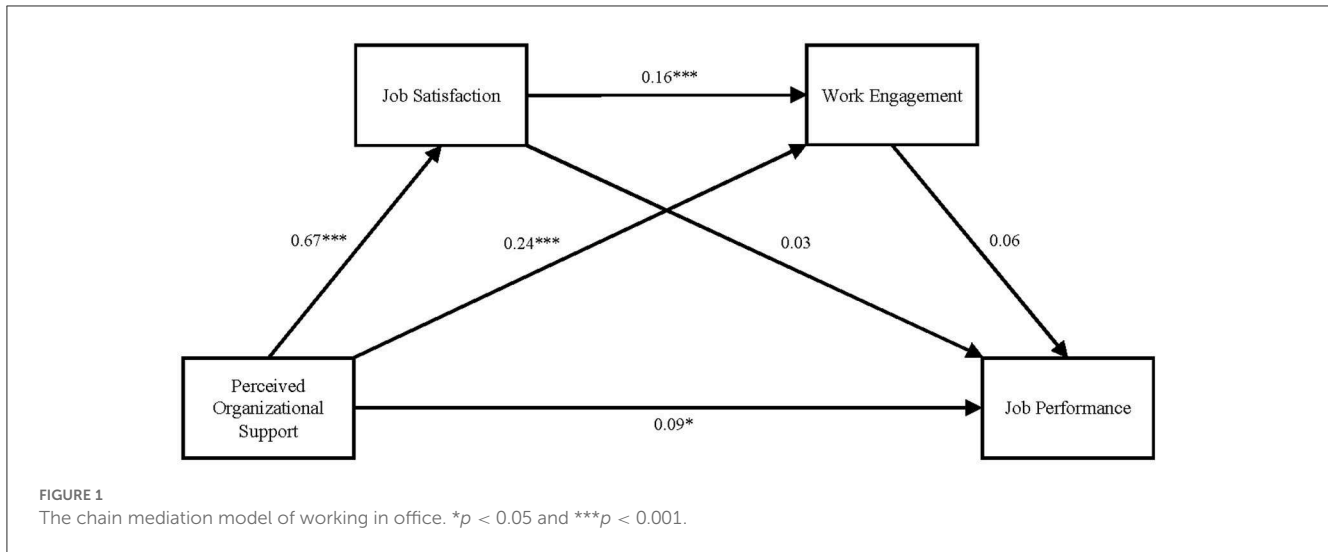 0.16***
Job Satisfaction
Work Engagement
0.67***
0.24***
0.03
0.06
Perceived
Organizational
Support
Job Performance
0.09*
FIGURE 1
The chain mediation model of working in office. *p < 0.05 and ***p < 0.001.